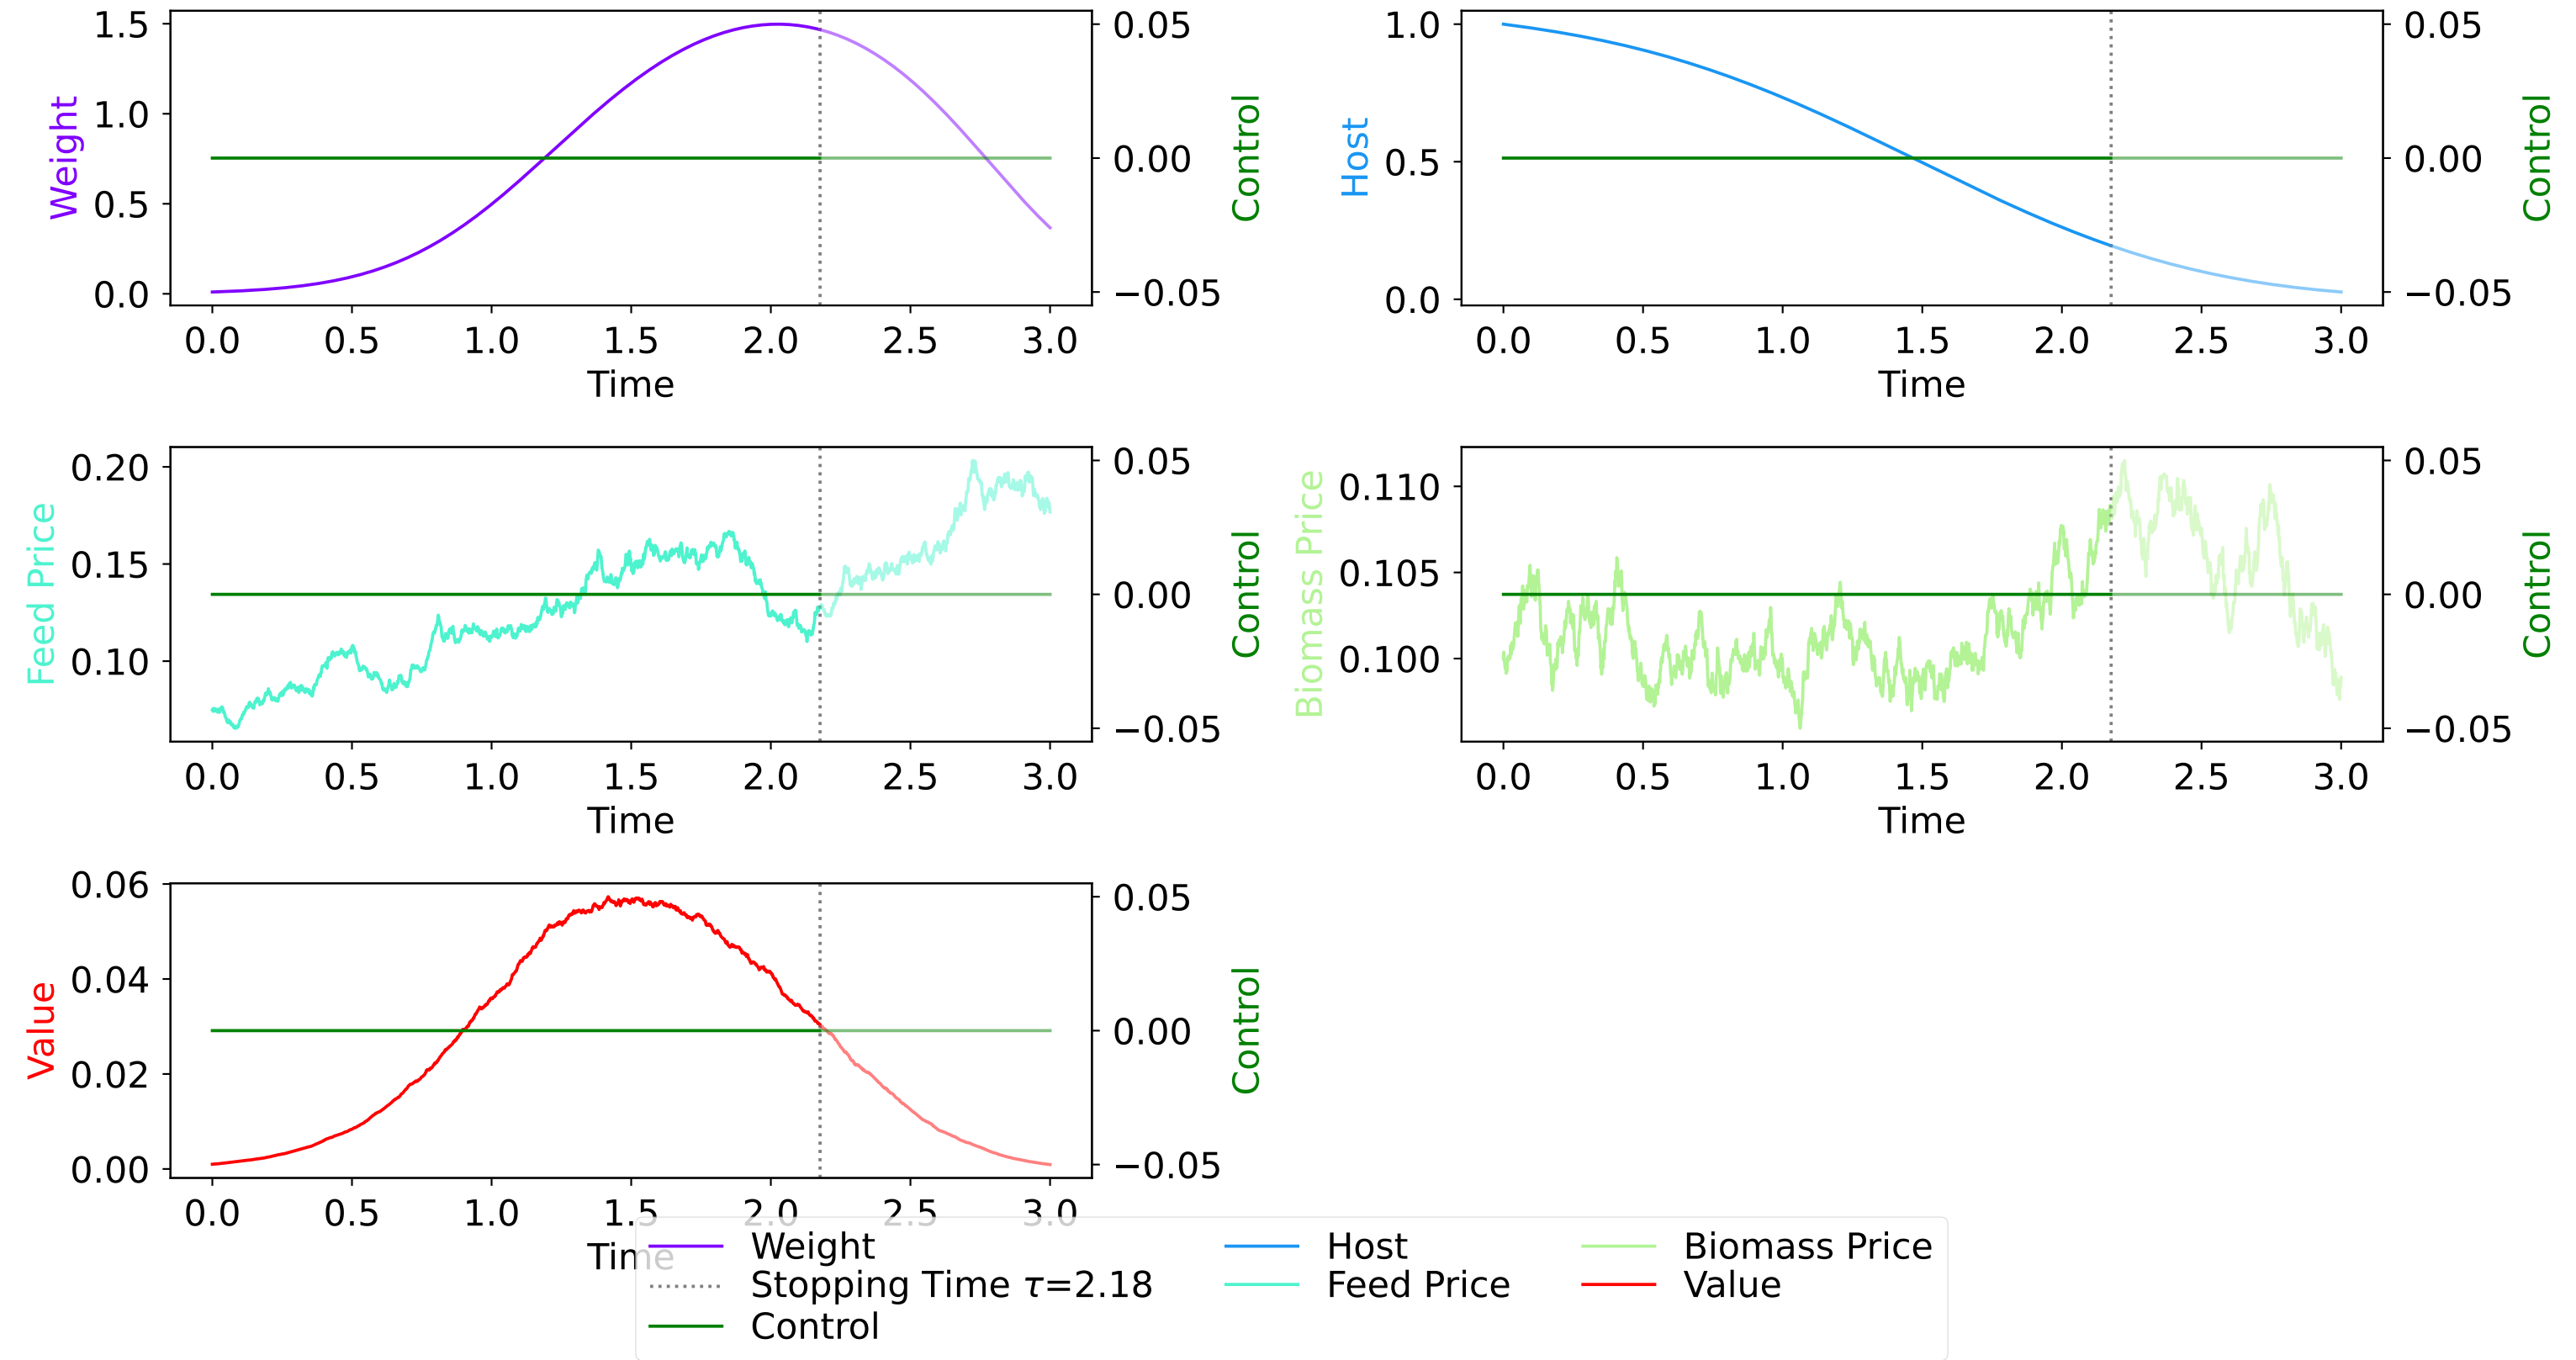 1.5
1.0
0.5
0.0
Weight
0.05
0.00
−0.05
Control
0.0 0.5 1.0 1.5 2.0 2.5 3.0
Time
1.0
0.5
0.0
Host
0.05
0.00
−0.05
Control
0.0 0.5 1.0 1.5 2.0 2.5 3.0
Time
0.20
0.15
0.10
Feed Price
0.05
0.00
−0.05
Control
0.0 0.5 1.0 1.5 2.0 2.5 3.0
Time
0.110
0.105
0.100
Biomass Price
0.05
0.00
−0.05
Control
0.0 0.5 1.0 1.5 2.0 2.5 3.0
Time
0.06
0.04
0.02
0.00
Value
0.05
0.00
−0.05
Control
0.0 0.5 1.0 1.5 2.0 2.5 3.0
Time
Weight Host Biomass Price
Stopping Time τ=2.18 Feed Price Value
Control